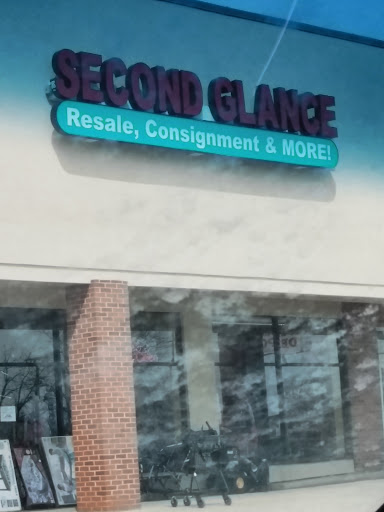 SECOND GLANCE
Resale, Consignment & MORE!